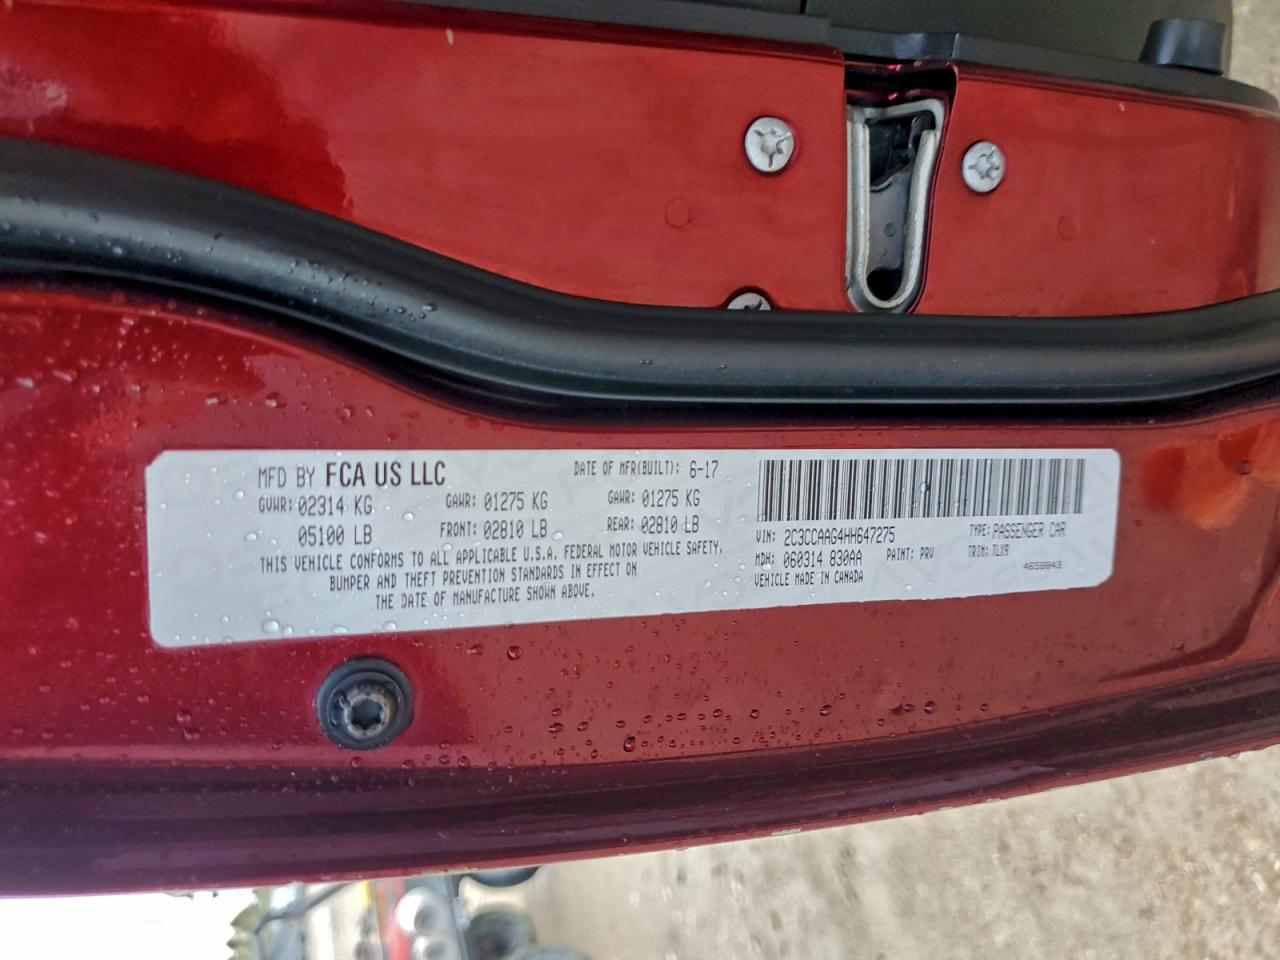 MFD BY FCA US LLC DATE OF MFR(BUILT): 6-17
GVWR: 02314 KG GAWR: 01275 KG GAWR: 01275 KG
05100 LB FRONT: 02810 LB REAR: 02810 LB
THIS VEHICLE CONFORMS TO ALL APPLICABLE U.S.A. FEDERAL MOTOR VEHICLE SAFETY,
BUMPER AND THEFT PREVENTION STANDARDS IN EFFECT ON
THE DATE OF MANUFACTURE SHOWN ABOVE.
VIN: 2C3CCAAG4HH647275 TYPE: PASSENGER CAR
MDH: 060314 830AA PAINT: PRV TRIM: TLX9
VEHICLE MADE IN CANADA 4658843